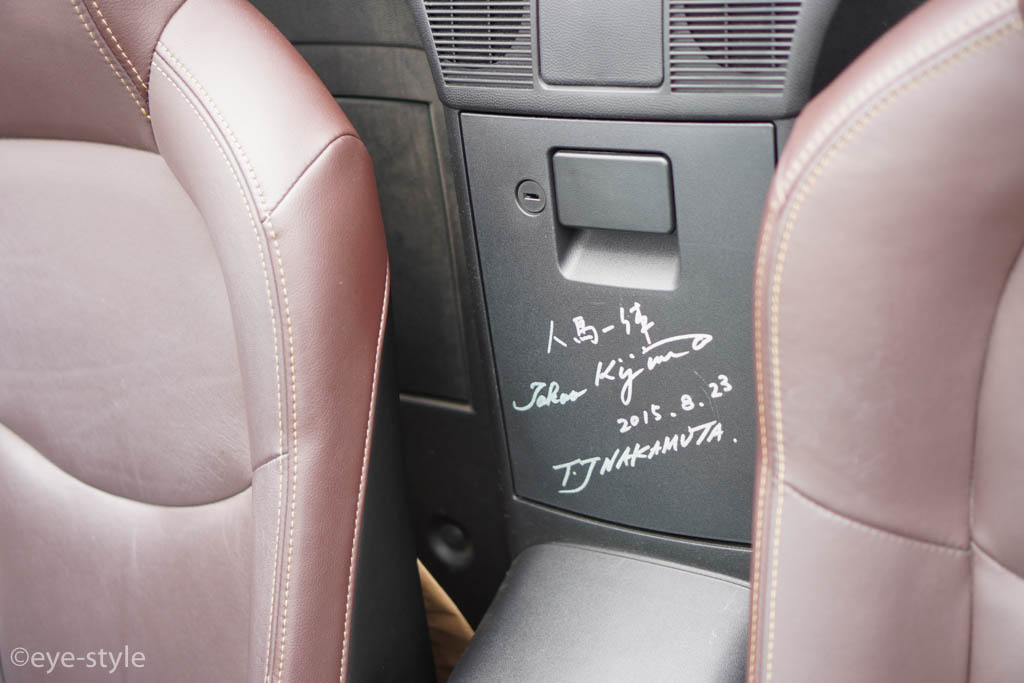 人馬一体
Takao Kijima
2015.8.23
T.J NAKAMUTA.
©eye-style